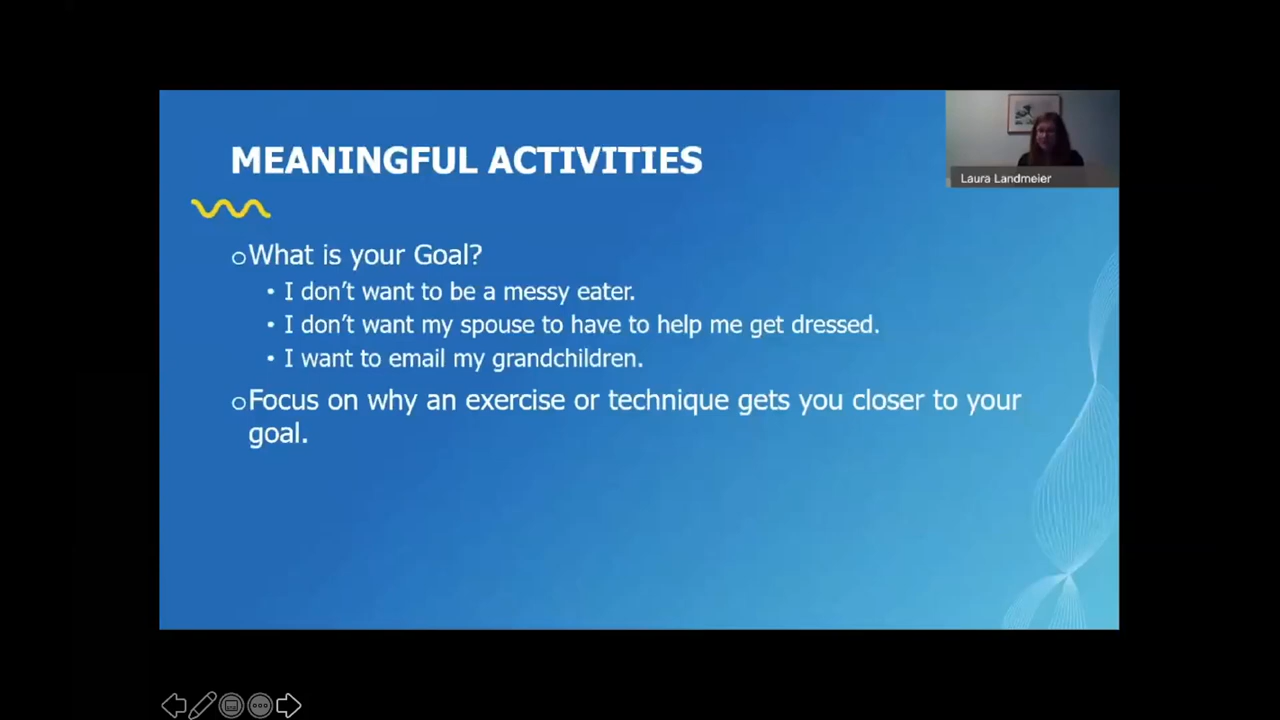 MEANINGFUL ACTIVITIES
Laura Landmeier
oWhat is your Goal?
• I don't want to be a messy eater.
• I don't want my spouse to have to help me get dressed.
• I want to email my grandchildren.
oFocus on why an exercise or technique gets you closer to your
goal.